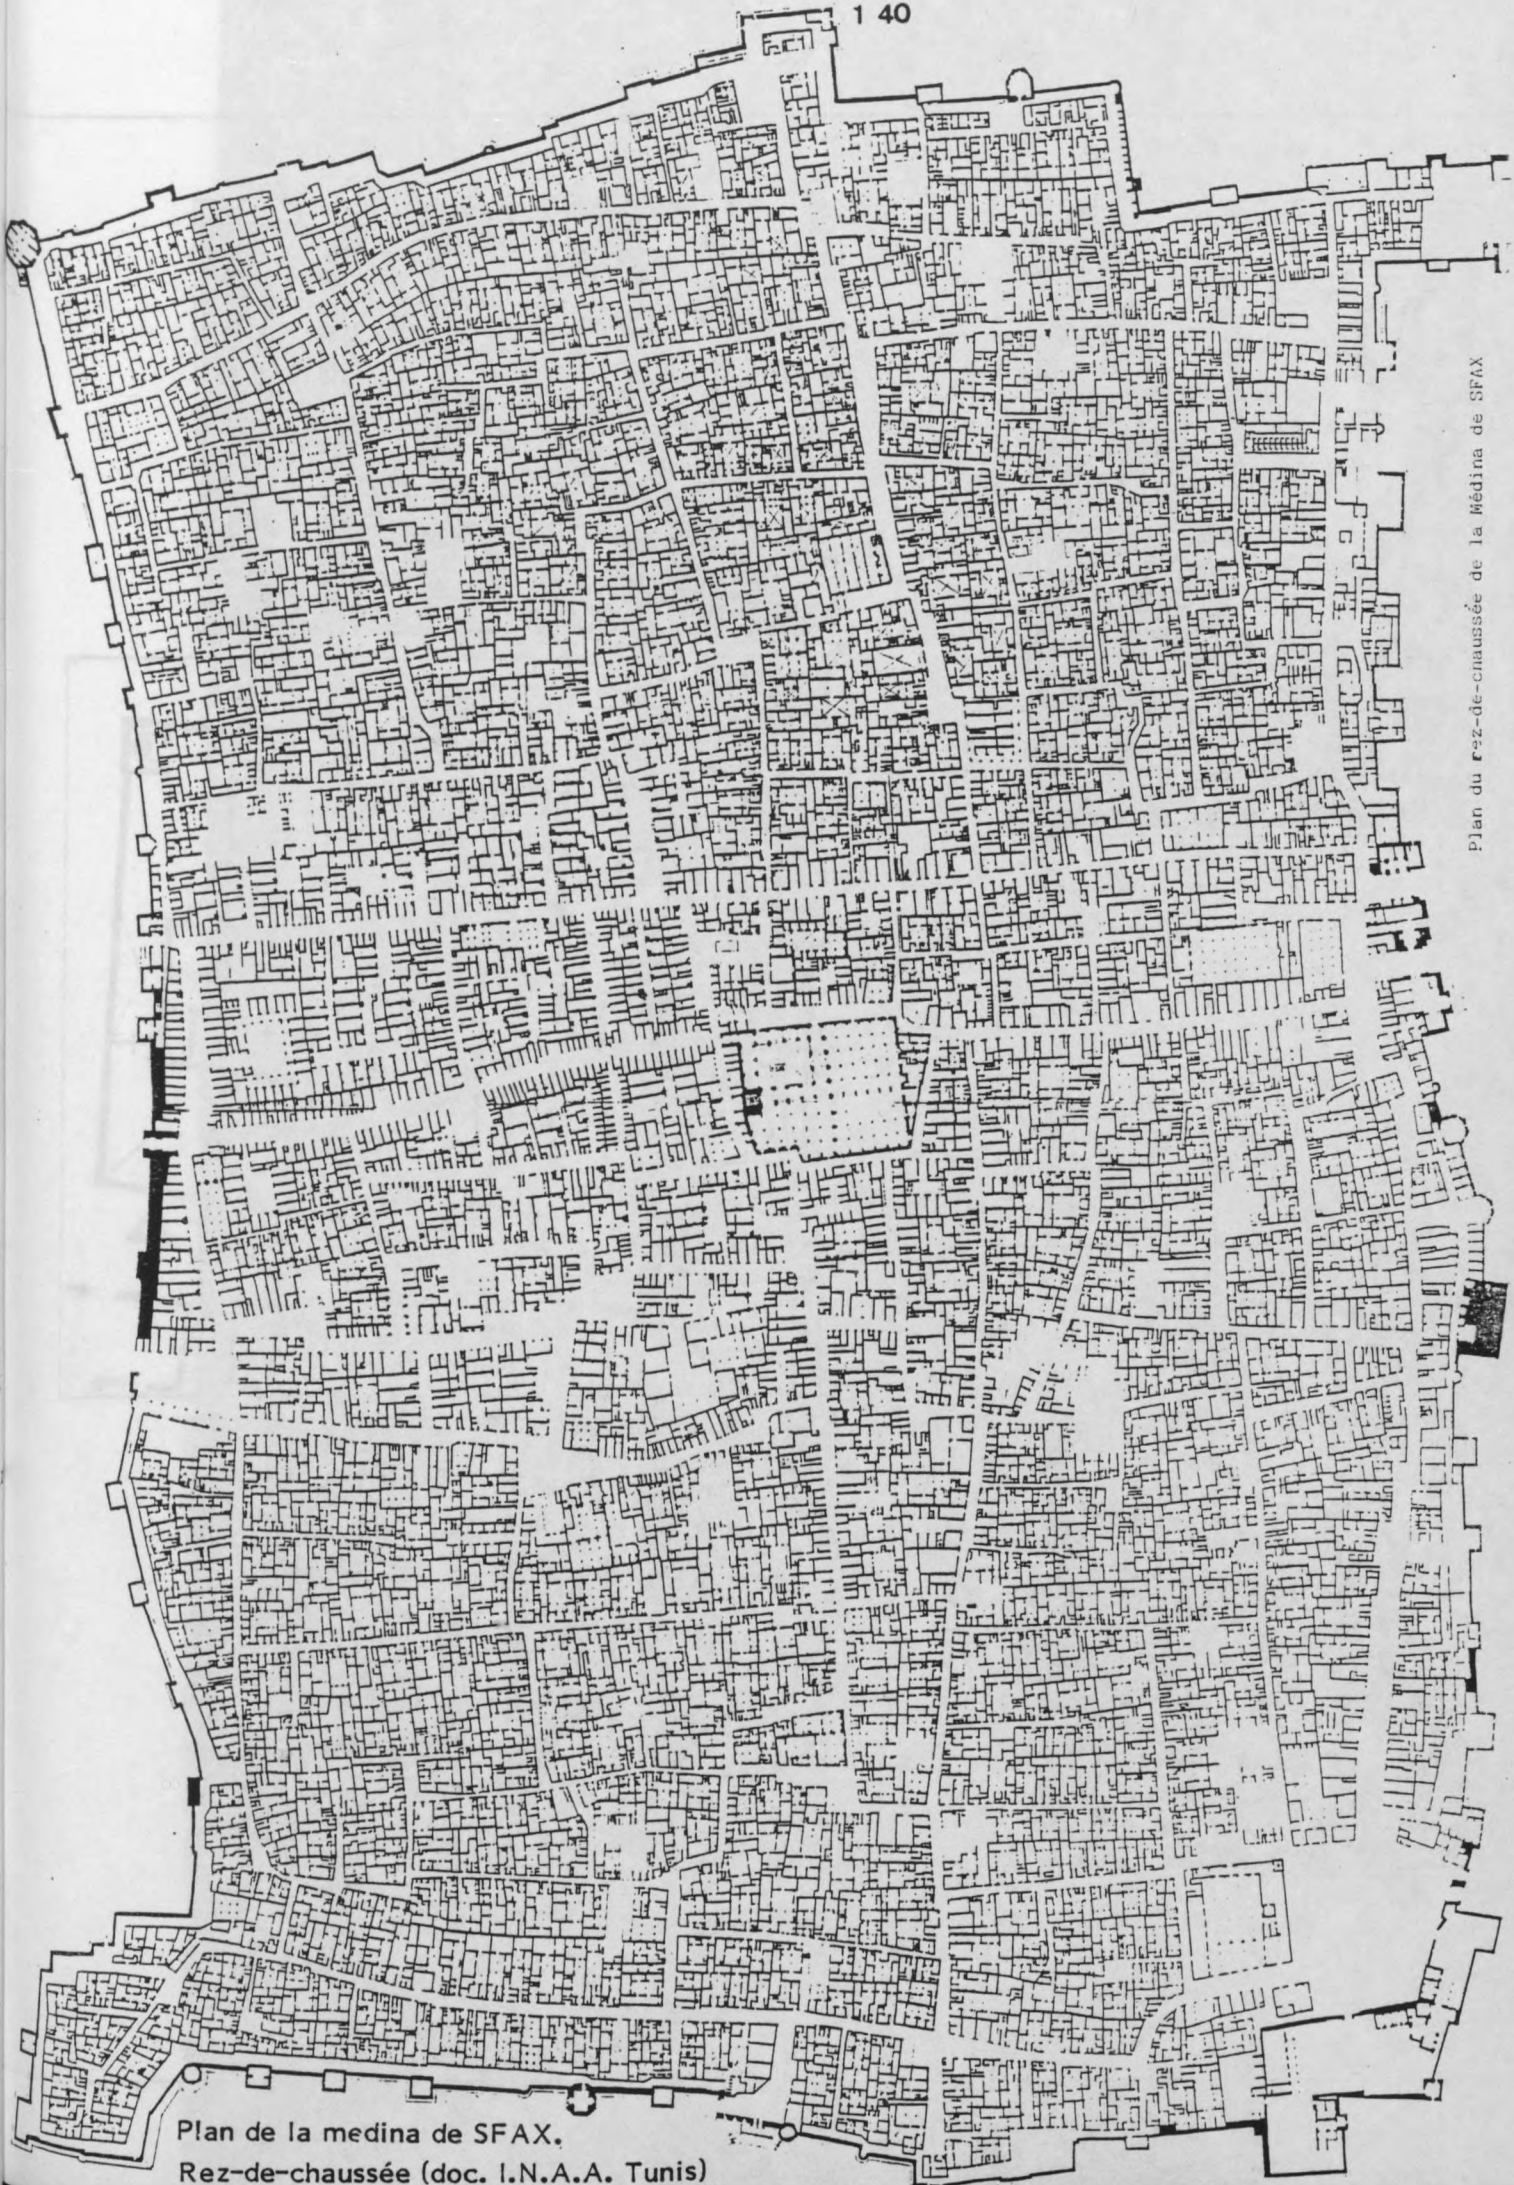 1 40
Plan du rez-de-chaussée de la Médina de SFAX
Plan de la medina de SFAX.
Rez-de-chaussée (doc. I.N.A.A. Tunis)